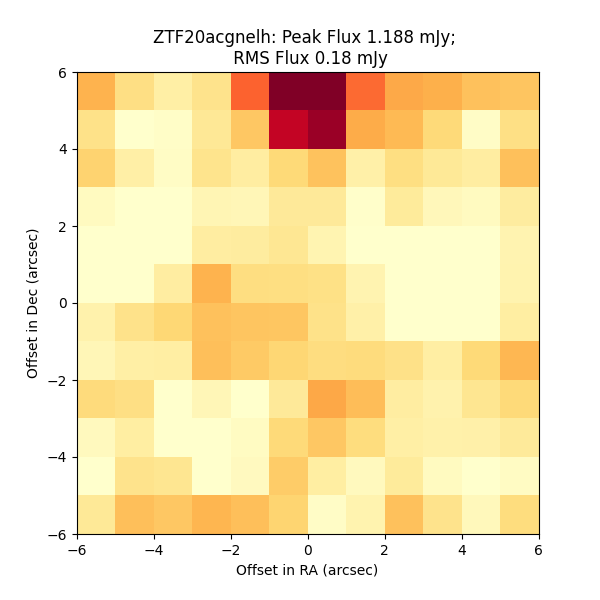 ZTF20acgnelh: Peak Flux 1.188 mJy;
RMS Flux 0.18 mJy
6
4
2
0
−2
−4
−6
Offset in Dec (arcsec)
−6 −4 −2 0 2 4 6
Offset in RA (arcsec)